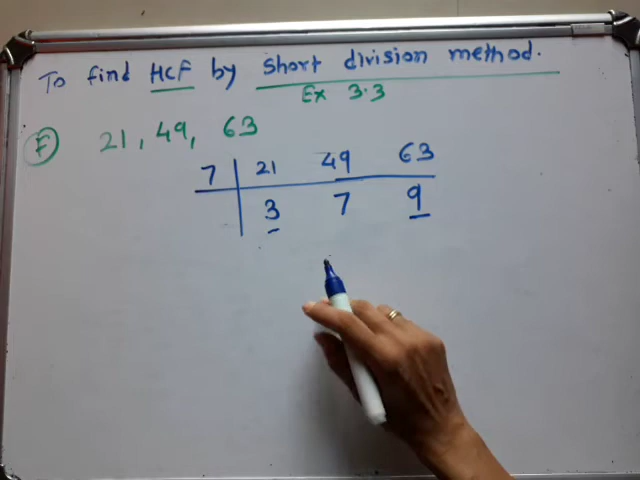 To find HCF by short division method.
Ex 3.3
F 21, 49, 63
7 21 49 63
3 7 9